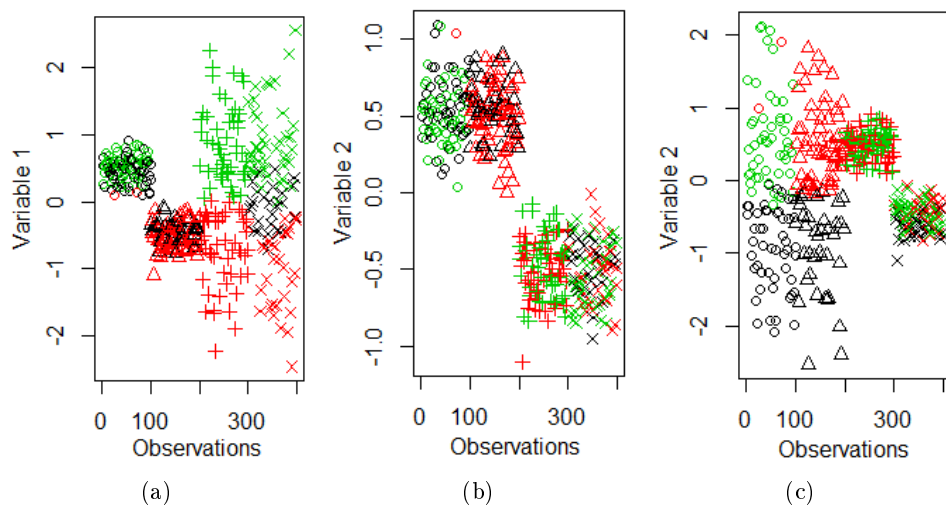 2
1
0
-1
-2
Variable 1
0 100 300
Observations
(a)
1.0
0.5
0.0
-0.5
-1.0
Variable 2
0 100 300
Observations
(b)
2
1
0
-1
-2
Variable 2
0 100 300
Observations
(c)